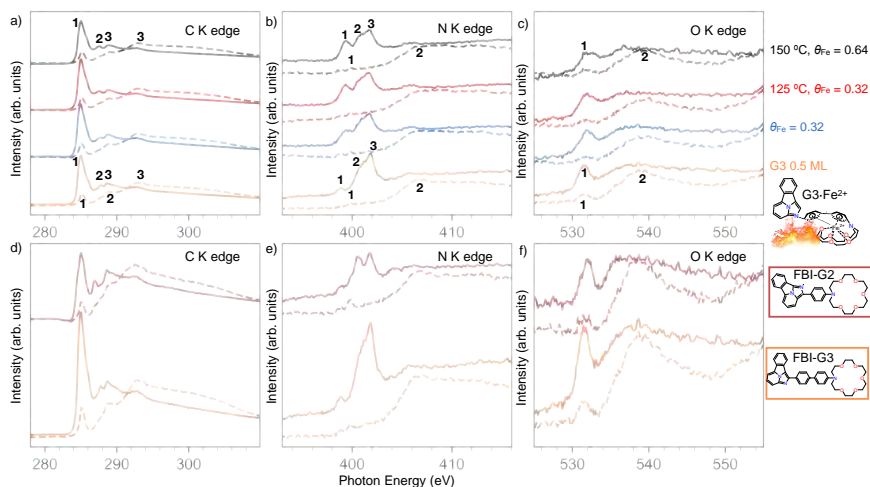 a) C K edge
1 2 3 3
1 2 3 3
1 2
280 290 300
Intensity (arb. units)
b) N K edge
1 2 3
1 2
1 2 3
1 2
400 410
Intensity (arb. units)
c) O K edge
1 2
1 2
1
530 540 550
Intensity (arb. units)
150 ºC, θFe = 0.64
125 ºC, θFe = 0.32
θFe = 0.32
G3 0.5 ML
G3-Fe2+
d) C K edge
280 290 300
Intensity (arb. units)
e) N K edge
400 410
Intensity (arb. units)
f) O K edge
530 540 550
Intensity (arb. units)
Photon Energy (eV)
FBI-G2
FBI-G3